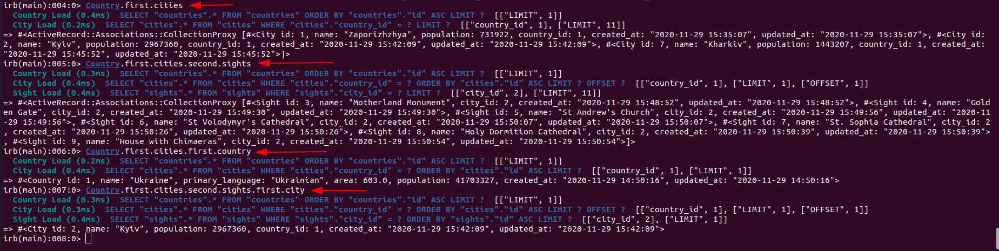 irb(main):004:0> Country.first.cities
Country Load (0.4ms)  SELECT "countries".* FROM "countries" ORDER BY "countries"."id" ASC LIMIT ?  [["LIMIT", 1]]
City Load (0.2ms)  SELECT "cities".* FROM "cities" WHERE "cities"."country_id" = ? LIMIT ?  [["country_id", 1], ["LIMIT", 11]]
=> #<ActiveRecord::Associations::CollectionProxy [#<City id: 1, name: "Zaporizhzhya", population: 731922, country_id: 1, created_at: "2020-11-29 15:35:07", updated_at: "2020-11-29 15:35:07">, #<City id:
2, name: "Kyiv", population: 2967360, country_id: 1, created_at: "2020-11-29 15:42:09", updated_at: "2020-11-29 15:42:09">, #<City id: 7, name: "Kharkiv", population: 1443207, country_id: 1, created_at:
"2020-11-29 15:45:52", updated_at: "2020-11-29 15:45:52">]>
irb(main):005:0> Country.first.cities.second.sights
Country Load (0.3ms)  SELECT "countries".* FROM "countries" ORDER BY "countries"."id" ASC LIMIT ?  [["LIMIT", 1]]
City Load (0.4ms)  SELECT "cities".* FROM "cities" WHERE "cities"."country_id" = ? ORDER BY "cities"."id" ASC LIMIT ? OFFSET ?  [["country_id", 1], ["LIMIT", 1], ["OFFSET", 1]]
Sight Load (0.4ms)  SELECT "sights".* FROM "sights" WHERE "sights"."city_id" = ? LIMIT ?  [["city_id", 2], ["LIMIT", 11]]
=> #<ActiveRecord::Associations::CollectionProxy [#<Sight id: 3, name: "Motherland Monument", city_id: 2, created_at: "2020-11-29 15:48:52", updated_at: "2020-11-29 15:48:52">, #<Sight id: 4, name: "Gold
en Gate", city_id: 2, created_at: "2020-11-29 15:49:30", updated_at: "2020-11-29 15:49:30">, #<Sight id: 5, name: "St Andrew's Church", city_id: 2, created_at: "2020-11-29 15:49:56", updated_at: "2020-11
-29 15:49:56">, #<Sight id: 6, name: "St Volodymyr's Cathedral", city_id: 2, created_at: "2020-11-29 15:50:07", updated_at: "2020-11-29 15:50:07">, #<Sight id: 7, name: "St. Sophia Cathedral", city_id: 2
, created_at: "2020-11-29 15:50:26", updated_at: "2020-11-29 15:50:26">, #<Sight id: 8, name: "Holy Dormition Cathedral", city_id: 2, created_at: "2020-11-29 15:50:39", updated_at: "2020-11-29 15:50:39">
, #<Sight id: 9, name: "House with Chimaeras", city_id: 2, created_at: "2020-11-29 15:50:54", updated_at: "2020-11-29 15:50:54">]>
irb(main):006:0> Country.first.cities.first.country
Country Load (0.2ms)  SELECT "countries".* FROM "countries" ORDER BY "countries"."id" ASC LIMIT ?  [["LIMIT", 1]]
City Load (0.4ms)  SELECT "cities".* FROM "cities" WHERE "cities"."country_id" = ? ORDER BY "cities"."id" ASC LIMIT ?  [["country_id", 1], ["LIMIT", 1]]
=> #<Country id: 1, name: "Ukraine", primary_language: "Ukrainian", area: 603.0, population: 41703327, created_at: "2020-11-29 14:50:16", updated_at: "2020-11-29 14:50:16">
irb(main):007:0> Country.first.cities.second.sights.first.city
Country Load (0.3ms)  SELECT "countries".* FROM "countries" ORDER BY "countries"."id" ASC LIMIT ?  [["LIMIT", 1]]
City Load (0.3ms)  SELECT "cities".* FROM "cities" WHERE "cities"."country_id" = ? ORDER BY "cities"."id" ASC LIMIT ? OFFSET ?  [["country_id", 1], ["LIMIT", 1], ["OFFSET", 1]]
Sight Load (0.4ms)  SELECT "sights".* FROM "sights" WHERE "sights"."city_id" = ? ORDER BY "sights"."id" ASC LIMIT ?  [["city_id", 2], ["LIMIT", 1]]
=> #<City id: 2, name: "Kyiv", population: 2967360, country_id: 1, created_at: "2020-11-29 15:42:09", updated_at: "2020-11-29 15:42:09">
irb(main):008:0>